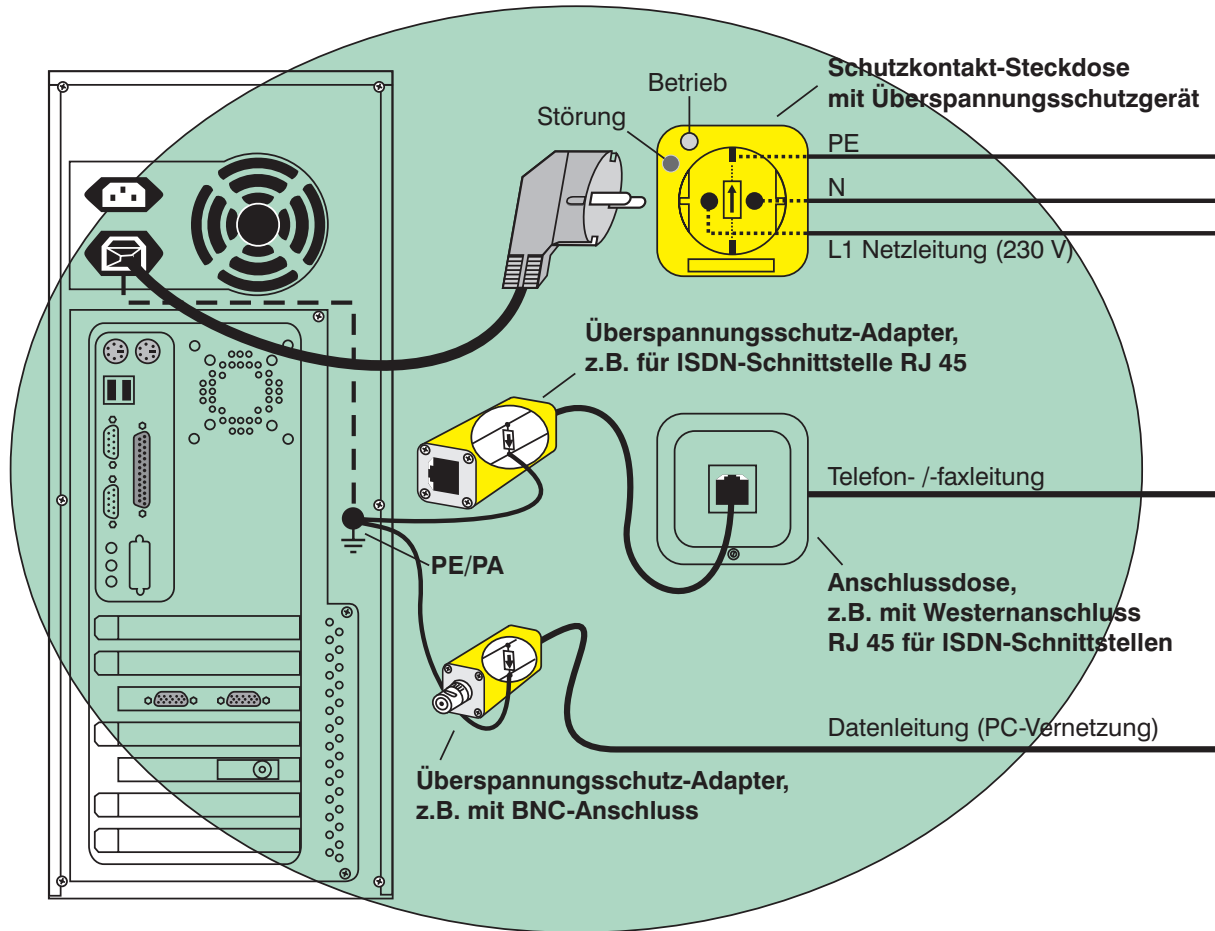 Betrieb
Störung
Schutzkontakt-Steckdose
mit Überspannungsschutzgerät
PE
N
L1 Netzleitung (230 V)
Überspannungsschutz-Adapter,
z.B. für ISDN-Schnittstelle RJ 45
Telefon- /-faxleitung
PE/PA
Anschlussdose,
z.B. mit Westernanschluss
RJ 45 für ISDN-Schnittstellen
Datenleitung (PC-Vernetzung)
Überspannungsschutz-Adapter,
z.B. mit BNC-Anschluss